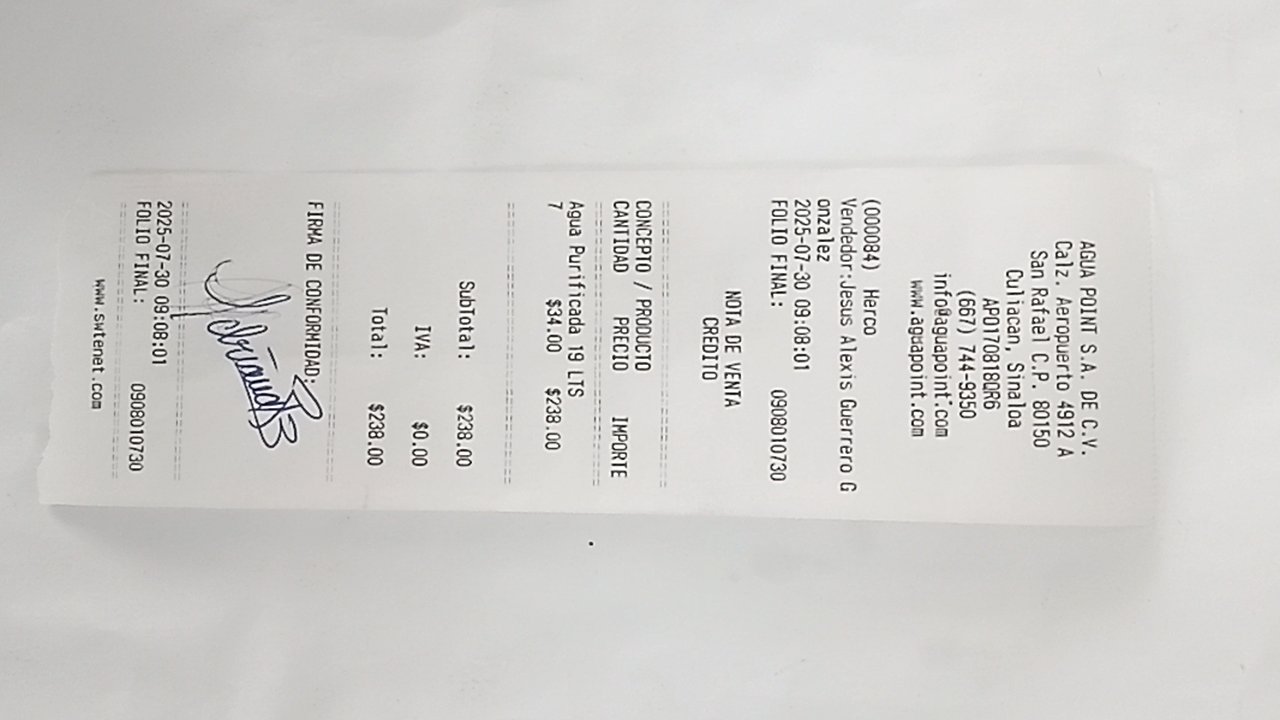 AGUA POINT S.A. DE C.V.
Calz. Aeropuerto 4912 A
San Rafael C.P. 80150
Culiacan, Sinaloa
APO170818QR6
(667) 744-9350
info@aguapoint.com
www.aguapoint.com
(000084) Herco
Vendedor:Jesus Alexis Guerrero G
onzalez
2025-07-30 09:08:01
FOLIO FINAL: 0908010730
NOTA DE VENTA
CREDITO
CONCEPTO / PRODUCTO
CANTIDAD PRECIO IMPORTE
Agua Purificada 19 LTS
7 $34.00 $238.00
SubTotal: $238.00
IVA: $0.00
Total: $238.00
FIRMA DE CONFORMIDAD:
2025-07-30 09:08:01
FOLIO FINAL: 0908010730
www.swtenet.com